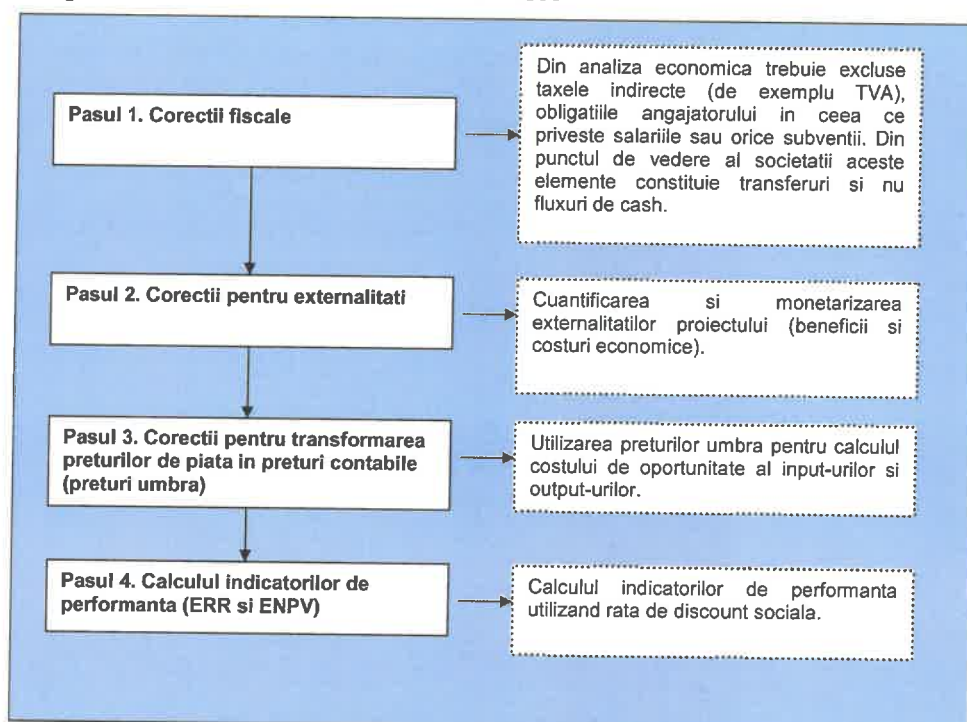 Pasul 1. Corectii fiscale
Din analiza economica trebuie excluse
taxele indirecte (de exemplu TVA),
obligatiile angajatorului in ceea ce
priveste salariile sau orice subventii. Din
punctul de vedere al societatii aceste
elemente constituie transferuri si nu
fluxuri de cash.
Pasul 2. Corectii pentru externalitati
Cuantificarea si monetarizarea
externalitatilor proiectului (beneficii si
costuri economice).
Pasul 3. Corectii pentru transformarea
preturilor de piata in preturi contabile
(preturi umbra)
Utilizarea preturilor umbra pentru calculul
costului de oportunitate al input-urilor si
output-urilor.
Pasul 4. Calculul indicatorilor de
performanta (ERR si ENPV)
Calculul indicatorilor de performanta
utilizand rata de discount sociala.